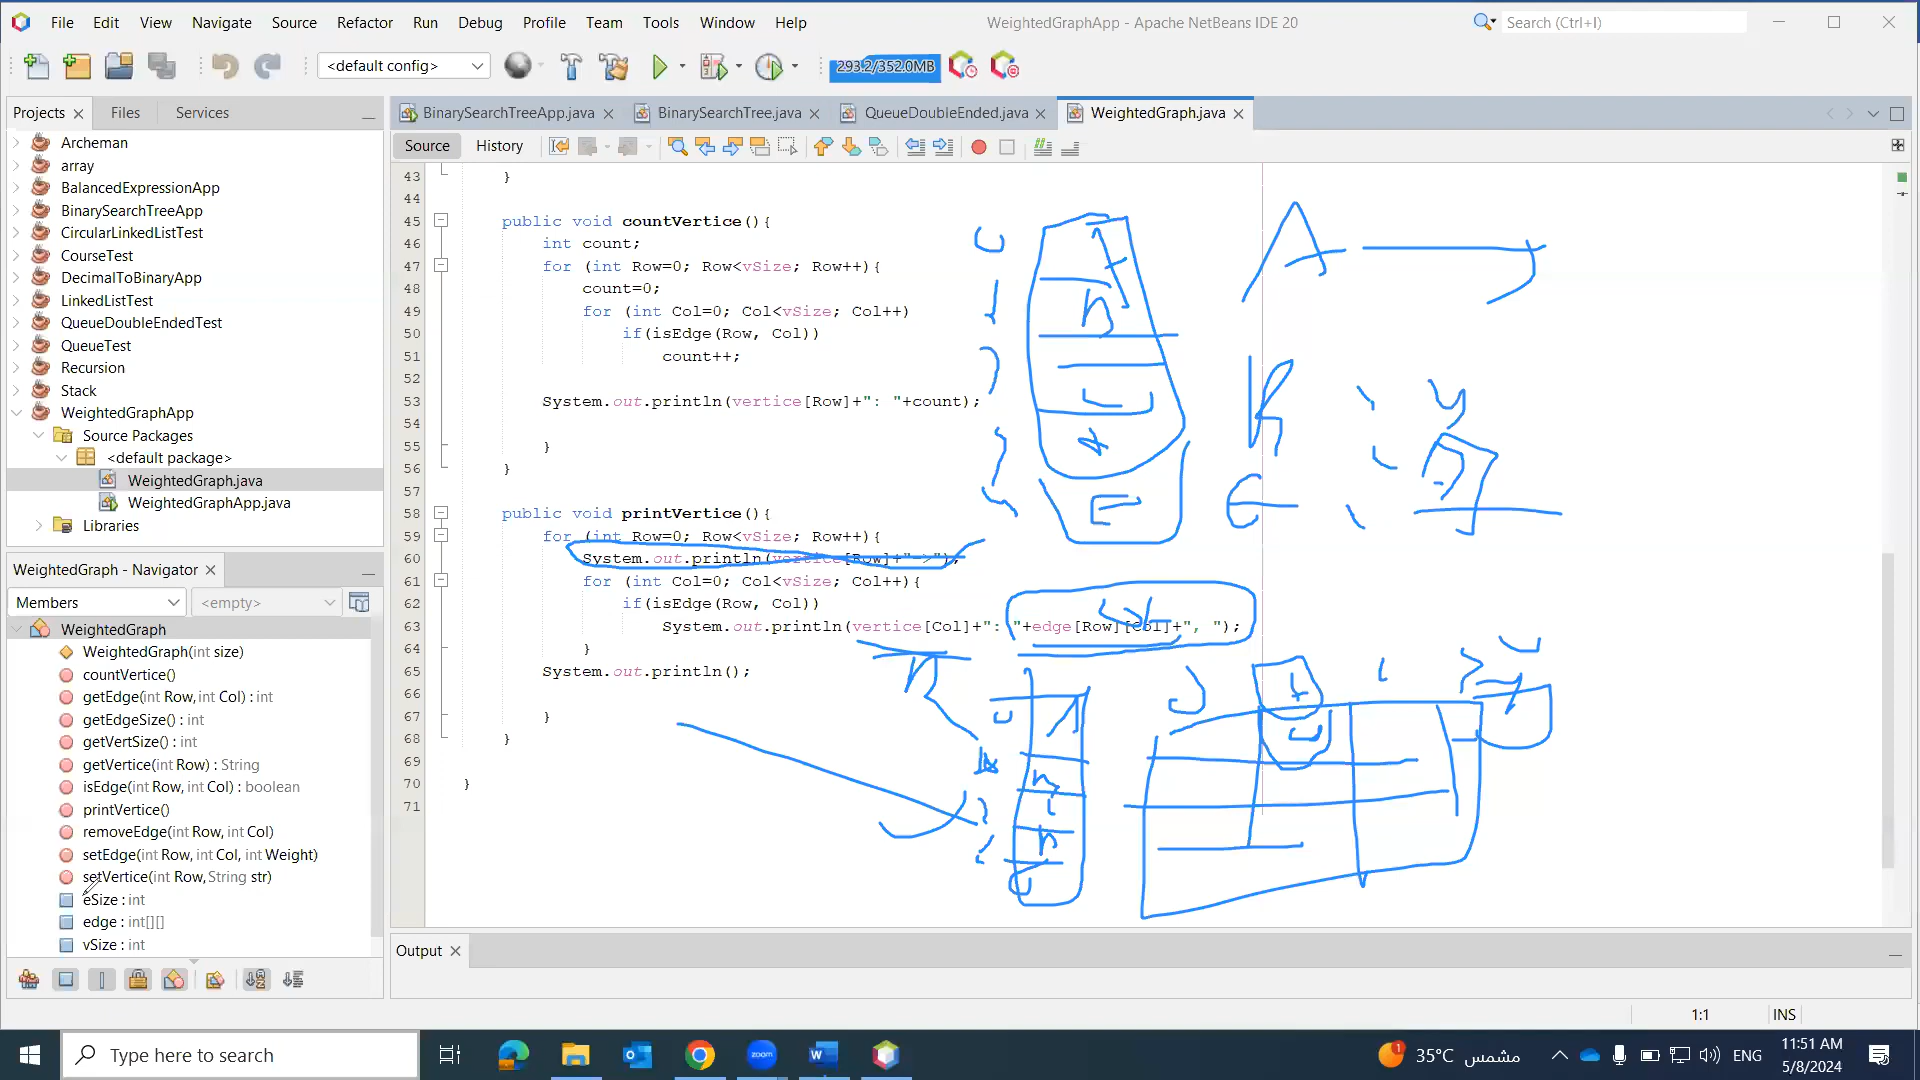 File Edit View Navigate Source Refactor Run Debug Profile Team Tools Window Help
WeightedGraphApp - Apache NetBeans IDE 20
Search (Ctrl+I)
<default config>
293.2/352.0MB
Projects Files Services
BinarySearchTreeApp.java BinarySearchTree.java QueueDoubleEnded.java WeightedGraph.java
Source History
Archeman
array
BalancedExpressionApp
BinarySearchTreeApp
CircularLinkedListTest
CourseTest
DecimalToBinaryApp
LinkedListTest
QueueDoubleEndedTest
QueueTest
Recursion
Stack
WeightedGraphApp
Source Packages
<default package>
WeightedGraph.java
WeightedGraphApp.java
Libraries
WeightedGraph - Navigator
Members
<empty>
WeightedGraph
WeightedGraph(int size)
countVertice()
getEdge(int Row, int Col) : int
getEdgeSize() : int
getVertSize() : int
getVertice(int Row) : String
isEdge(int Row, int Col) : boolean
printVertice()
removeEdge(int Row, int Col)
setEdge(int Row, int Col, int Weight)
setVertice(int Row, String str)
eSize : int
edge : int[][]
vSize : int
43 }
44
45 public void countVertice(){
46 int count;
47 for (int Row=0; Row<vSize; Row++){
48 count=0;
49 for (int Col=0; Col<vSize; Col++)
50 if(isEdge(Row, Col))
51 count++;
52
53 System.out.println(vertice[Row]+": "+count);
54
55 }
56 }
57
58 public void printVertice(){
59 for (int Row=0; Row<vSize; Row++){
60 System.out.println(vertice[Row]+"->");
61 for (int Col=0; Col<vSize; Col++){
62 if(isEdge(Row, Col))
63 System.out.println(vertice[Col]+": "+edge[Row][Col]+", ");
64 }
65 System.out.println();
66
67 }
68 }
69
70 }
71
Output
1:1 INS
Type here to search
35°C مشمس
ENG
11:51 AM
5/8/2024